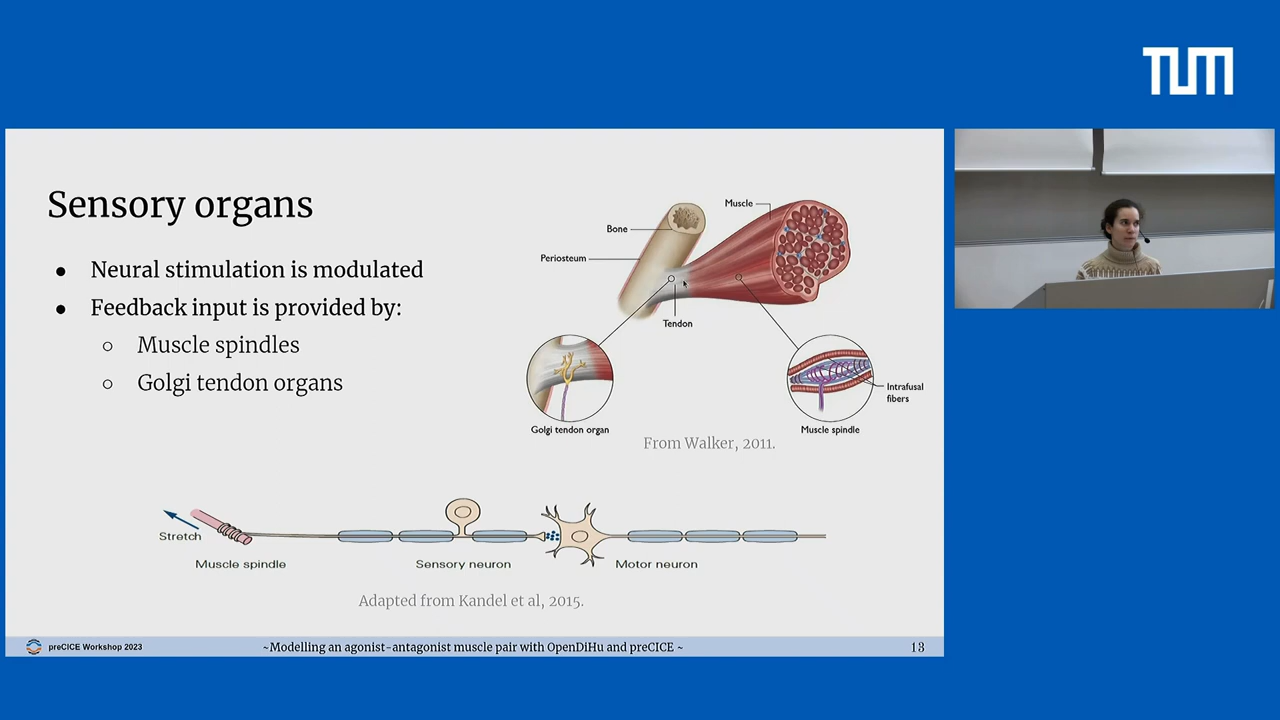 TUM
Sensory organs
● Neural stimulation is modulated
● Feedback input is provided by:
○ Muscle spindles
○ Golgi tendon organs
Muscle
Bone
Periosteum
Tendon
Intrafusal
fibers
Golgi tendon organ
Muscle spindle
From Walker, 2011.
Stretch
Muscle spindle
Sensory neuron
Motor neuron
Adapted from Kandel et al, 2015.
preCICE Workshop 2023
~Modelling an agonist-antagonist muscle pair with OpenDiHu and preCICE ~
13